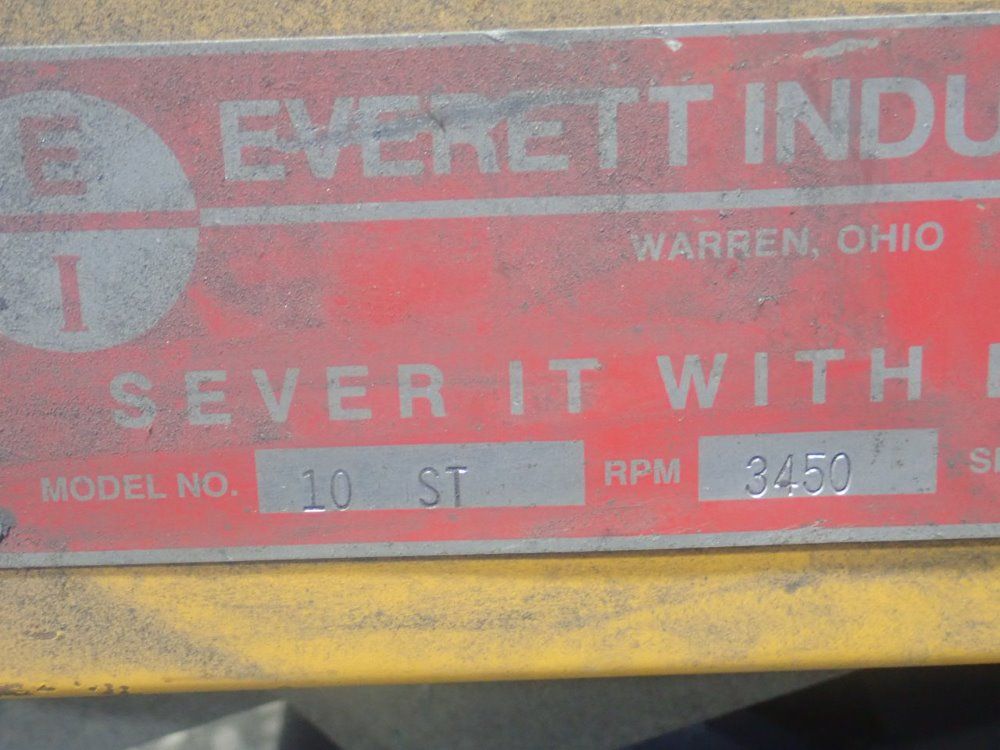 E
I
EVERETT INDU
WARREN, OHIO
SEVER IT WITH
MODEL NO. 10 ST RPM 3450